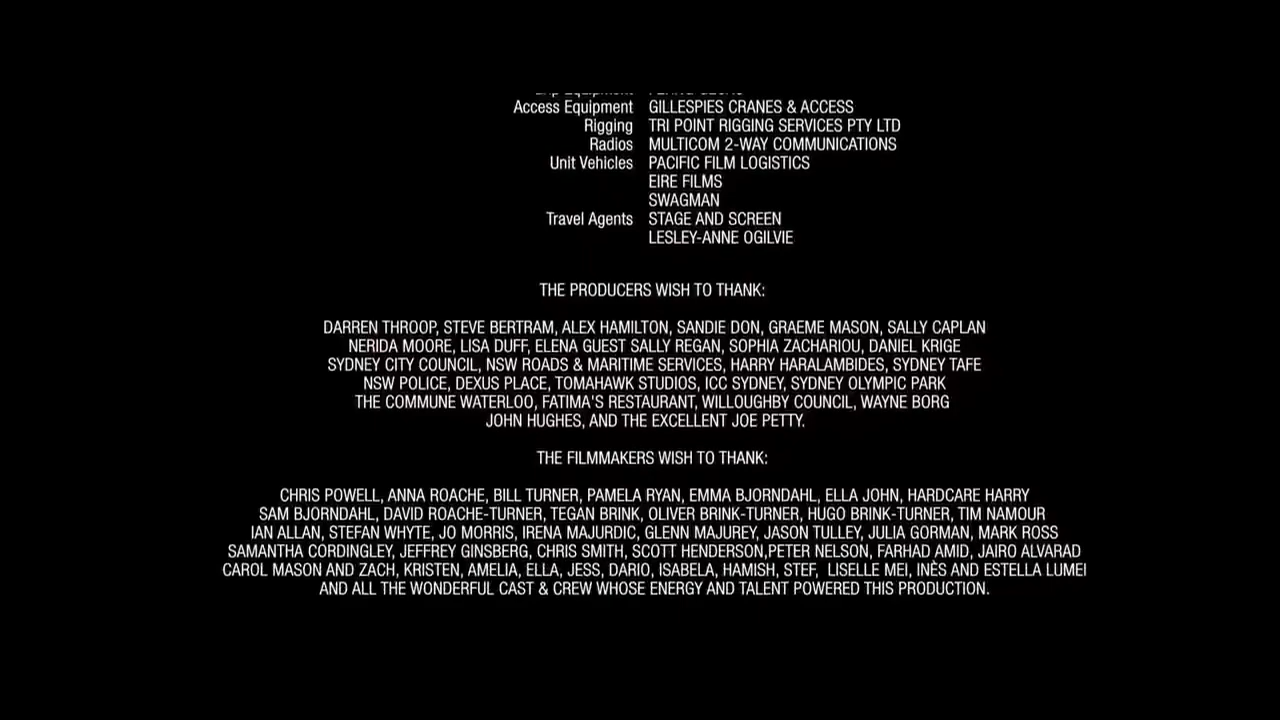 Access Equipment GILLESPIES CRANES & ACCESS
Rigging TRI POINT RIGGING SERVICES PTY LTD
Radios MULTICOM 2-WAY COMMUNICATIONS
Unit Vehicles PACIFIC FILM LOGISTICS
EIRE FILMS
SWAGMAN
Travel Agents STAGE AND SCREEN
LESLEY-ANNE OGILVIE
THE PRODUCERS WISH TO THANK:
DARREN THROOP, STEVE BERTRAM, ALEX HAMILTON, SANDIE DON, GRAEME MASON, SALLY CAPLAN
NERIDA MOORE, LISA DUFF, ELENA GUEST SALLY REGAN, SOPHIA ZACHARIOU, DANIEL KRIGE
SYDNEY CITY COUNCIL, NSW ROADS & MARITIME SERVICES, HARRY HARALAMBIDES, SYDNEY TAFE
NSW POLICE, DEXUS PLACE, TOMAHAWK STUDIOS, ICC SYDNEY, SYDNEY OLYMPIC PARK
THE COMMUNE WATERLOO, FATIMA'S RESTAURANT, WILLOUGHBY COUNCIL, WAYNE BORG
JOHN HUGHES, AND THE EXCELLENT JOE PETTY.
THE FILMMAKERS WISH TO THANK:
CHRIS POWELL, ANNA ROACHE, BILL TURNER, PAMELA RYAN, EMMA BJORNDAHL, ELLA JOHN, HARDCARE HARRY
SAM BJORNDAHL, DAVID ROACHE-TURNER, TEGAN BRINK, OLIVER BRINK-TURNER, HUGO BRINK-TURNER, TIM NAMOUR
IAN ALLAN, STEFAN WHYTE, JO MORRIS, IRENA MAJURDIC, GLENN MAJUREY, JASON TULLEY, JULIA GORMAN, MARK ROSS
SAMANTHA CORDINGLEY, JEFFREY GINSBERG, CHRIS SMITH, SCOTT HENDERSON,PETER NELSON, FARHAD AMID, JAIRO ALVARAD
CAROL MASON AND ZACH, KRISTEN, AMELIA, ELLA, JESS, DARIO, ISABELA, HAMISH, STEF,  LISELLE MEI, INÈS AND ESTELLA LUMEI
AND ALL THE WONDERFUL CAST & CREW WHOSE ENERGY AND TALENT POWERED THIS PRODUCTION.